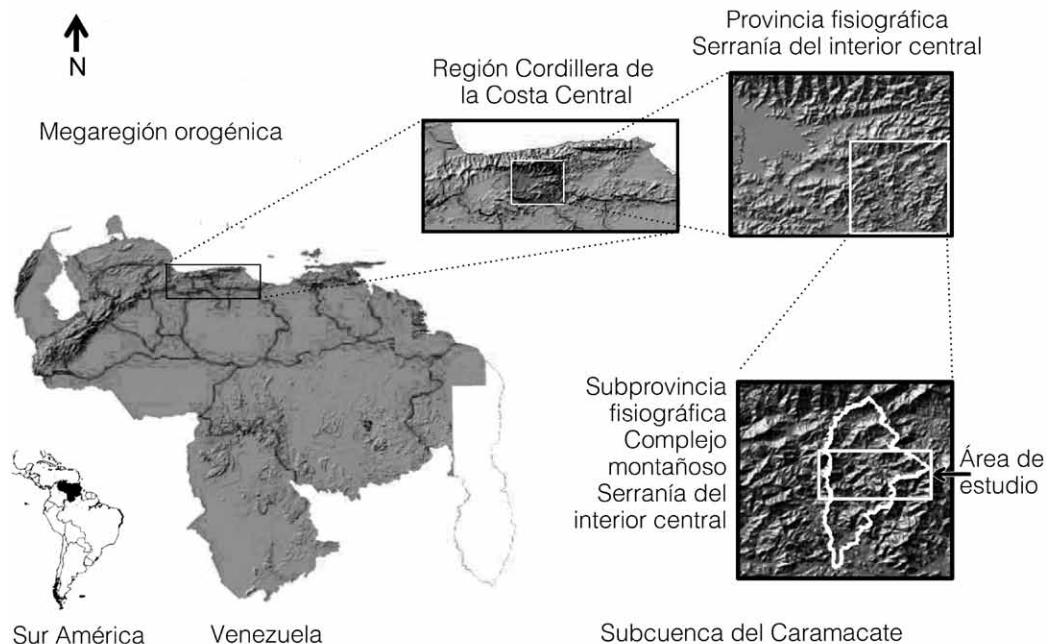 N
Megaregión orogénica
Región Cordillera de
la Costa Central
Provincia fisiográfica
Serranía del interior central
Subprovincia
fisiográfica
Complejo
montañoso
Serranía del
interior central
Área de
estudio
Sur América
Venezuela
Subcuenca del Caramacate